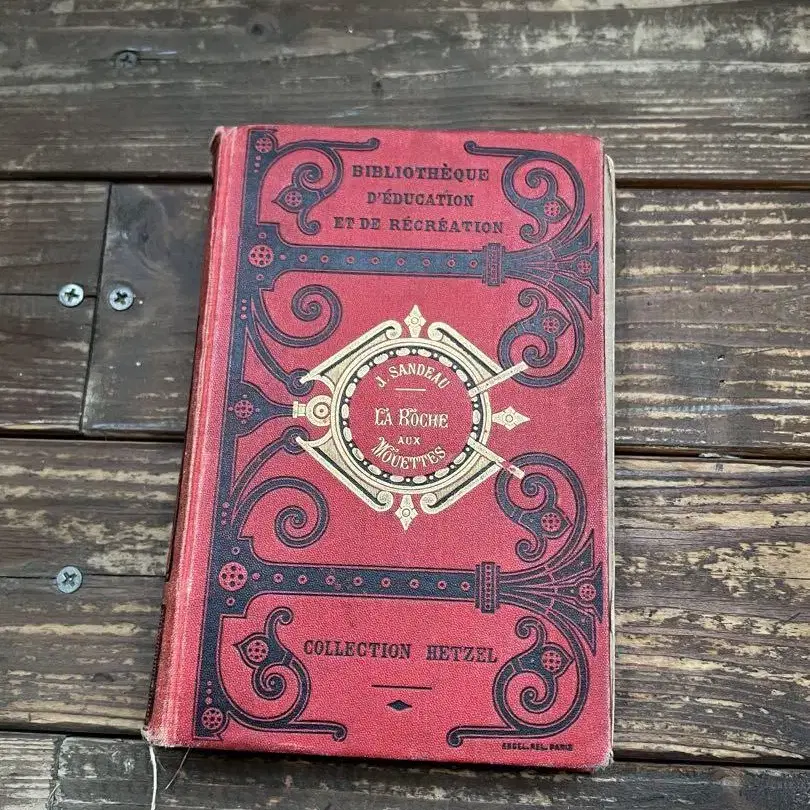 BIBLIOTHÈQUE
D'ÉDUCATION
ET DE RÉCRÉATION
J. SANDEAU
LA ROCHE
AUX
MOUETTES
COLLECTION HETZEL
ENGEL. REL. PARIS